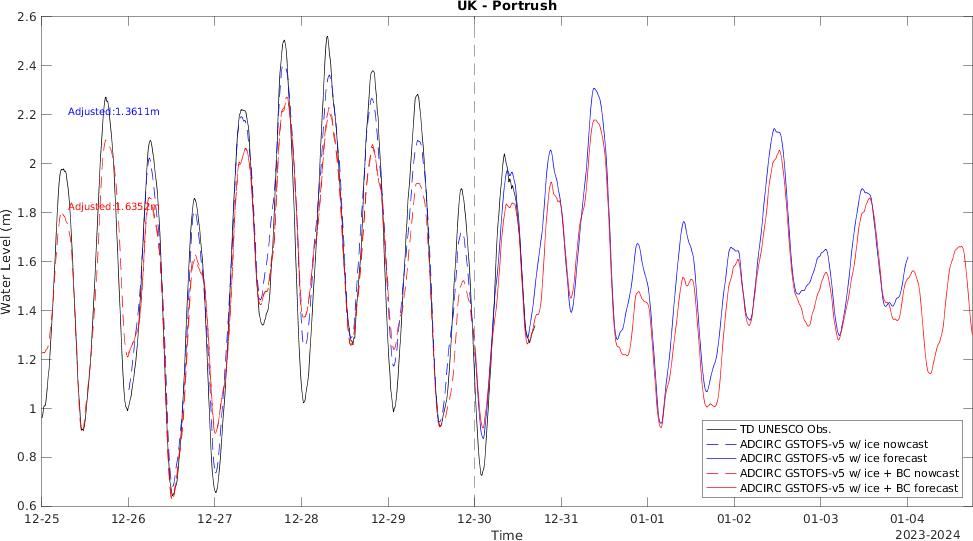 UK - Portrush
2.6
2.4
2.2
2
1.8
1.6
1.4
1.2
1
0.8
0.6
Water Level (m)
Adjusted:1.3611m
Adjusted:1.6352m
TD UNESCO Obs.
ADCIRC GSTOFS-v5 w/ ice nowcast
ADCIRC GSTOFS-v5 w/ ice forecast
ADCIRC GSTOFS-v5 w/ ice + BC nowcast
ADCIRC GSTOFS-v5 w/ ice + BC forecast
12-25 12-26 12-27 12-28 12-29 12-30 12-31 01-01 01-02 01-03 01-04
Time
2023-2024